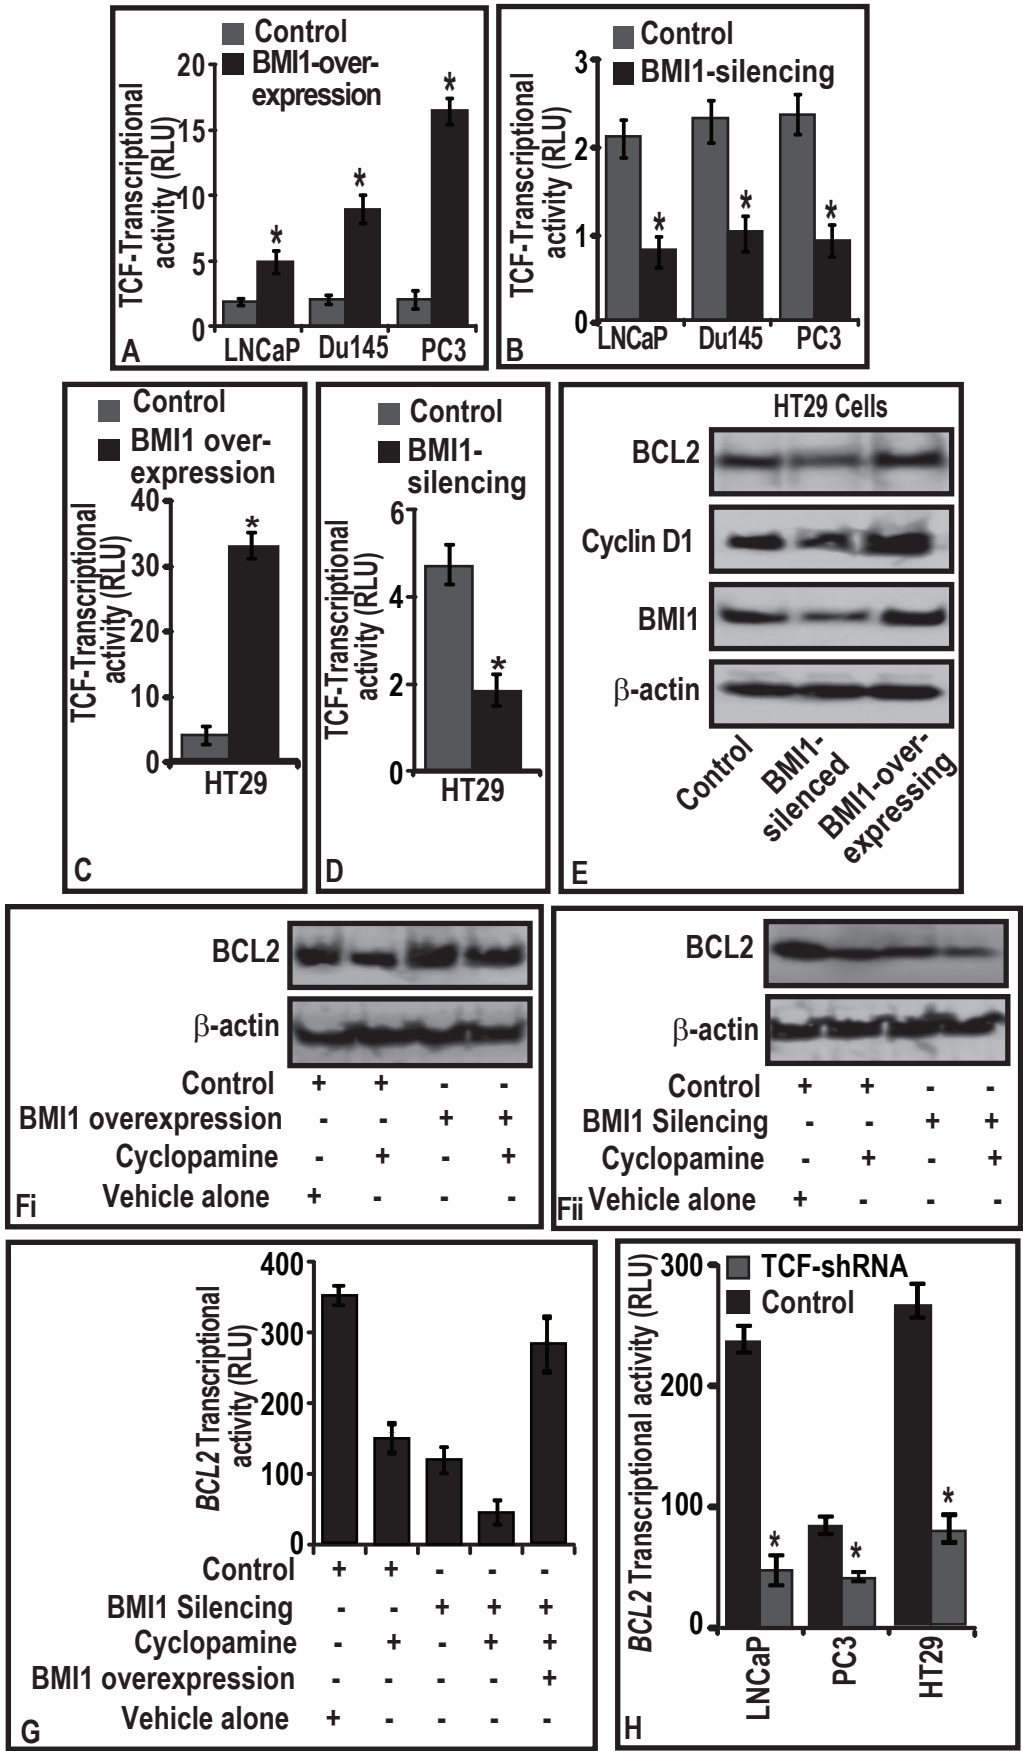 Control
BMI1-over-
expression
TCF-Transcriptional
activity (RLU)
20
15
10
5
0
*
*
*
LNCaP Du145 PC3
A
Control
BMI1-silencing
TCF-Transcriptional
activity (RLU)
3
2
1
0
*
*
*
LNCaP Du145 PC3
B
Control
BMI1 over-
expression
TCF-Transcriptional
activity (RLU)
40
30
20
10
0
*
HT29
C
Control
BMI1-
silencing
TCF-Transcriptional
activity (RLU)
6
4
2
0
*
HT29
D
HT29 Cells
BCL2
Cyclin D1
BMI1
β-actin
Control
BMI1-
silenced
BMI1-over-
expressing
E
BCL2
β-actin
Control + + - -
BMI1 overexpression - - + +
Cyclopamine - + - +
Vehicle alone + - - -
Fi
BCL2
β-actin
Control + + - -
BMI1 Silencing - - + +
Cyclopamine - + - +
Vehicle alone + - - -
Fii
BCL2 Transcriptional
activity (RLU)
400
300
200
100
0
Control + + - - -
BMI1 Silencing - - + + +
Cyclopamine - + - + +
BMI1 overexpression - - - - +
Vehicle alone + - - - -
G
TCF-shRNA
Control
BCL2 Transcriptional activity (RLU)
300
200
100
0
*
*
*
LNCaP
PC3
HT29
H